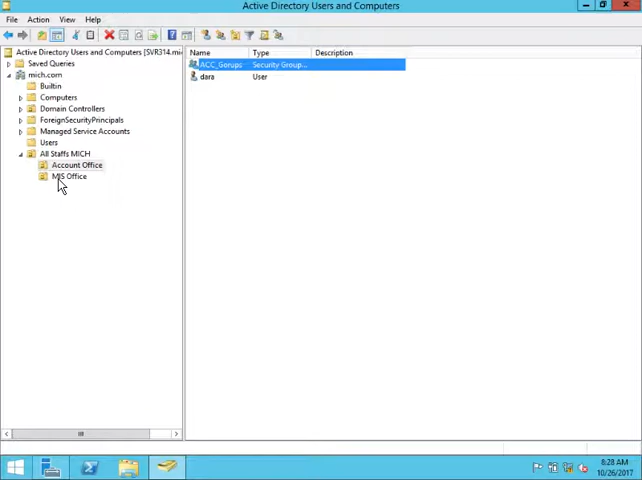 Active Directory Users and Computers
File Action View Help
Active Directory Users and Computers [SVR314.mi
Saved Queries
mich.com
Builtin
Computers
Domain Controllers
ForeignSecurityPrincipals
Managed Service Accounts
Users
All Staffs MICH
Account Office
MIS Office
Name Type Description
ACC_Gorups Security Group...
dara User
8:28 AM
10/26/2017